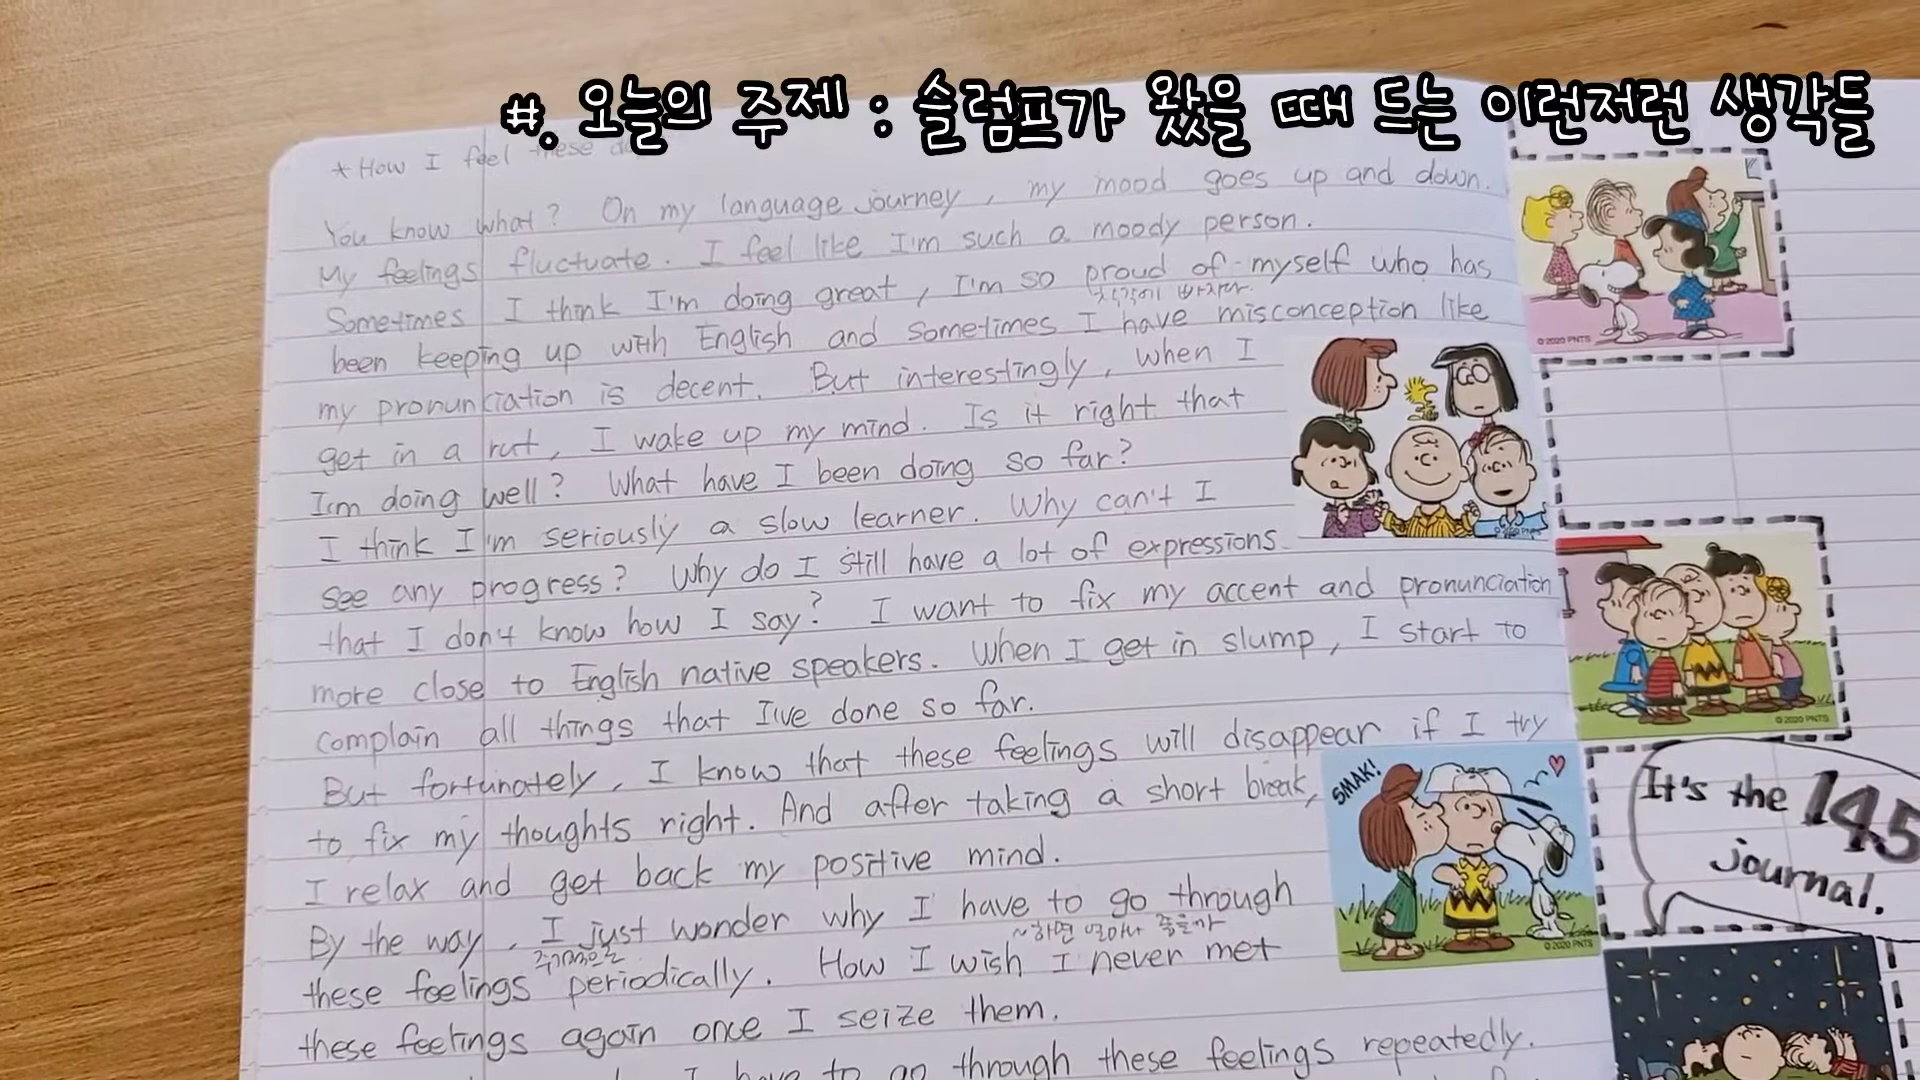 #. 오늘의 주제 : 슬럼프가 왔을 때 드는 이런저런 생각들
* How I feel these
You know what? On my language journey, my mood goes up and down.
My feelings fluctuate. I feel like I'm such a moody person.
Sometimes I think I'm doing great, I'm so proud of myself who has
착각에 빠지다
been keeping up with English and sometimes I have misconception like
my pronunciation is decent. But interestingly, when I
get in a rut, I wake up my mind. Is it right that
I'm doing well? What have I been doing so far?
I think I'm seriously a slow learner. Why can't I
see any progress? Why do I still have a lot of expressions
that I don't know how I say? I want to fix my accent and pronunciation
more close to English native speakers. When I get in slump, I start to
complain all things that I've done so far.
But fortunately, I know that these feelings will disappear if I try
to fix my thoughts right. And after taking a short break,
I relax and get back my positive mind.
By the way, I just wonder why I have to go through
주기적으로
~하면 얼마나 좋을까
these feelings periodically. How I wish I never met
these feelings again once I seize them.
I have to go through these feelings repeatedly.
© 2020 PNTS
© 2020 PNTS
SMAK!
© 2020 PNTS
It's the 145
journal.